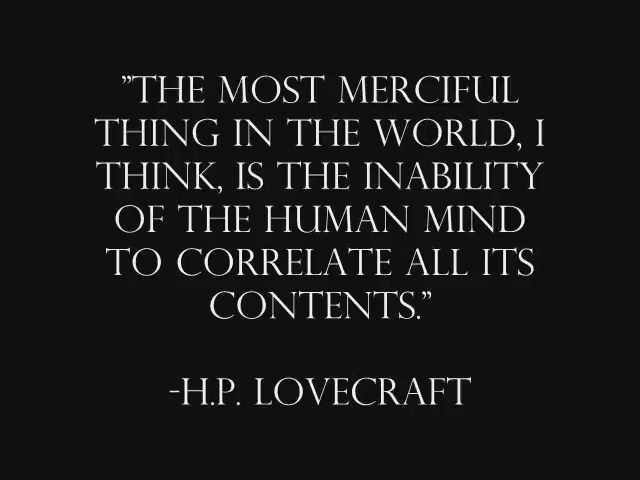 ”THE MOST MERCIFUL
THING IN THE WORLD, I
THINK, IS THE INABILITY
OF THE HUMAN MIND
TO CORRELATE ALL ITS
CONTENTS.”
-H.P. LOVECRAFT